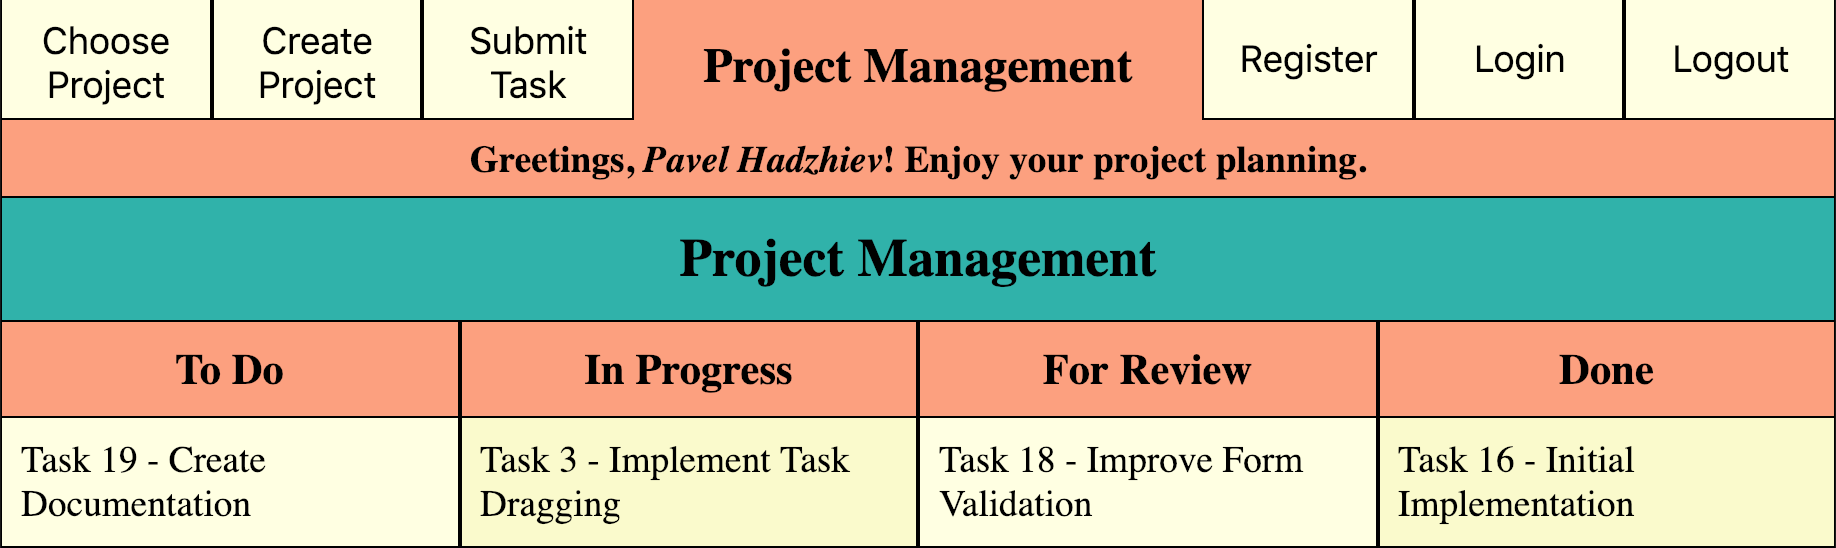 Choose
Project
Create
Project
Submit
Task
Project Management
Register
Login
Logout
Greetings, Pavel Hadzhiev! Enjoy your project planning.
Project Management
To Do
In Progress
For Review
Done
Task 19 - Create
Documentation
Task 3 - Implement Task
Dragging
Task 18 - Improve Form
Validation
Task 16 - Initial
Implementation